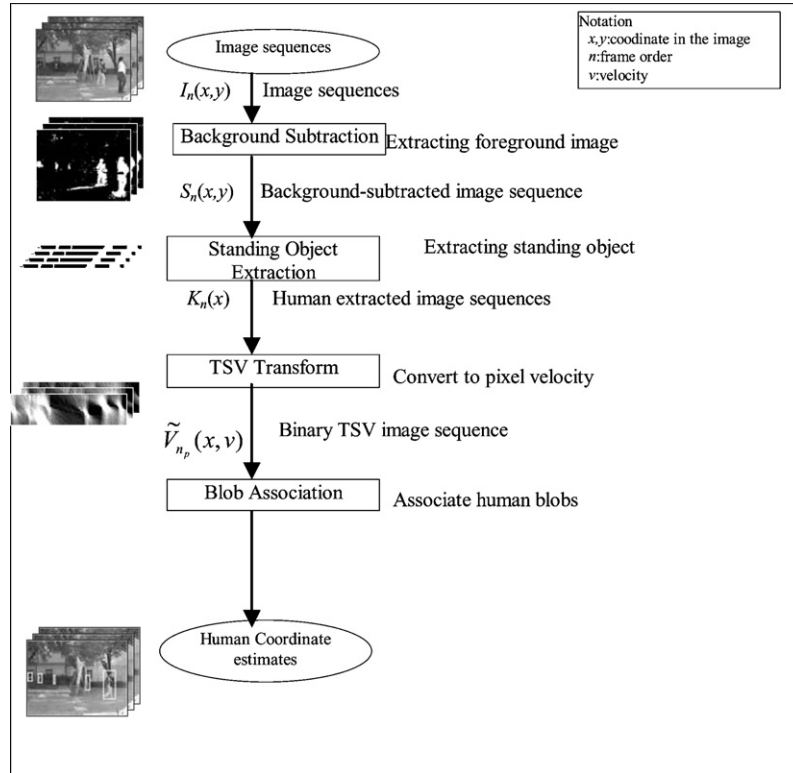 Notation
x,y:coodinate in the image
n:frame order
v:velocity
Image sequences
Iₙ(x,y) Image sequences
Background Subtraction Extracting foreground image
Sₙ(x,y) Background-subtracted image sequence
Standing Object
Extraction
Extracting standing object
Kₙ(x) Human extracted image sequences
TSV Transform
Convert to pixel velocity
Ṽ_{n_p}(x, v) Binary TSV image sequence
Blob Association
Associate human blobs
Human Coordinate
estimates